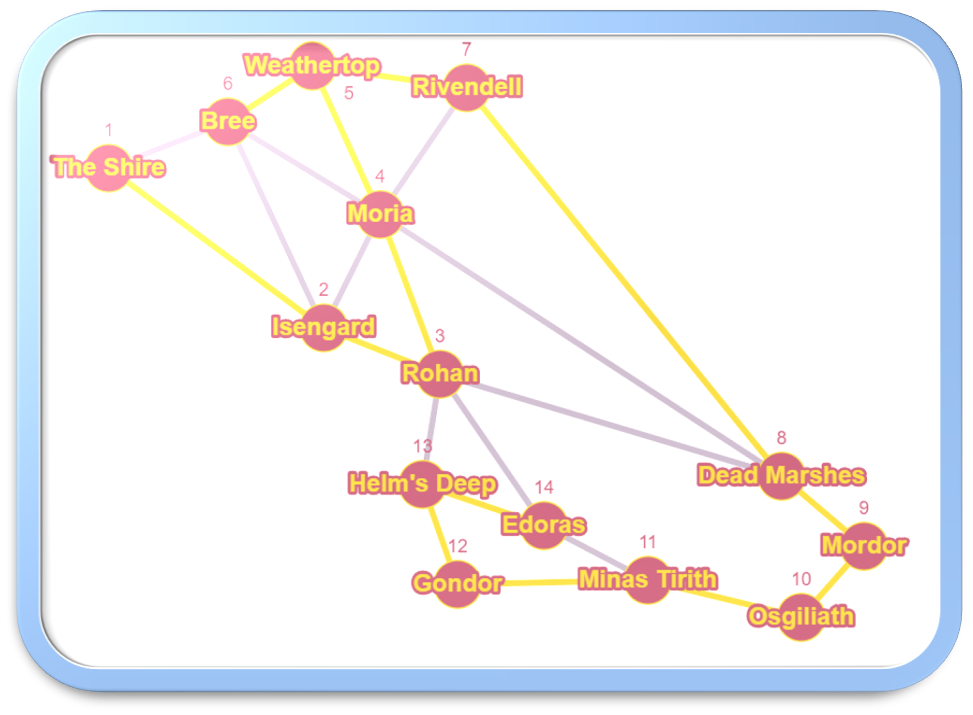 Weathertop
7
Rivendell
6
5
Bree
1
The Shire
4
Moria
2
Isengard
3
Rohan
13
Helm's Deep
8
Dead Marshes
14
Edoras
9
Mordor
12
Gondor
11
Minas Tirith
10
Osgiliath